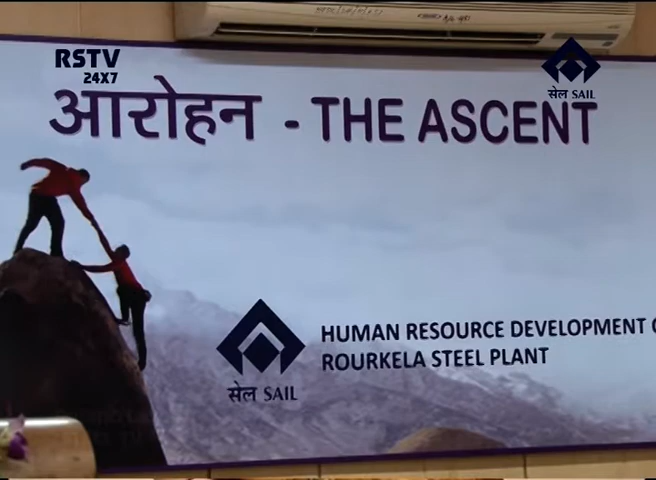 RSTV
24X7
सेल SAIL
आरोहन - THE ASCENT
HUMAN RESOURCE DEVELOPMENT
ROURKELA STEEL PLANT
सेल SAIL